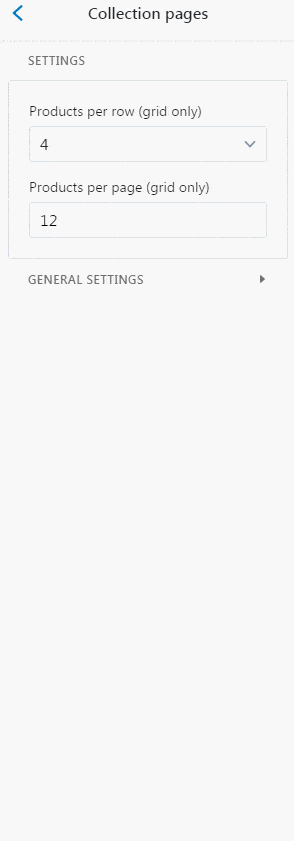 Collection pages
SETTINGS
Products per row (grid only)
4
Products per page (grid only)
12
GENERAL SETTINGS